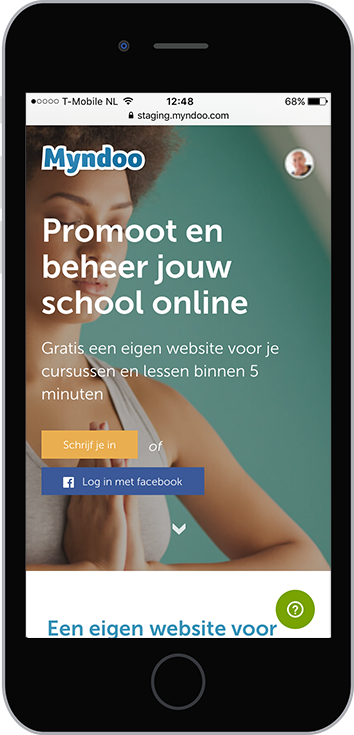 T-Mobile NL 12:48 68%
staging.myndoo.com
Myndoo
Promoot en
beheer jouw
school online
Gratis een eigen website voor je
cursussen en lessen binnen 5
minuten
Schrijf je in of
f Log in met facebook
?
Een eigen website voor